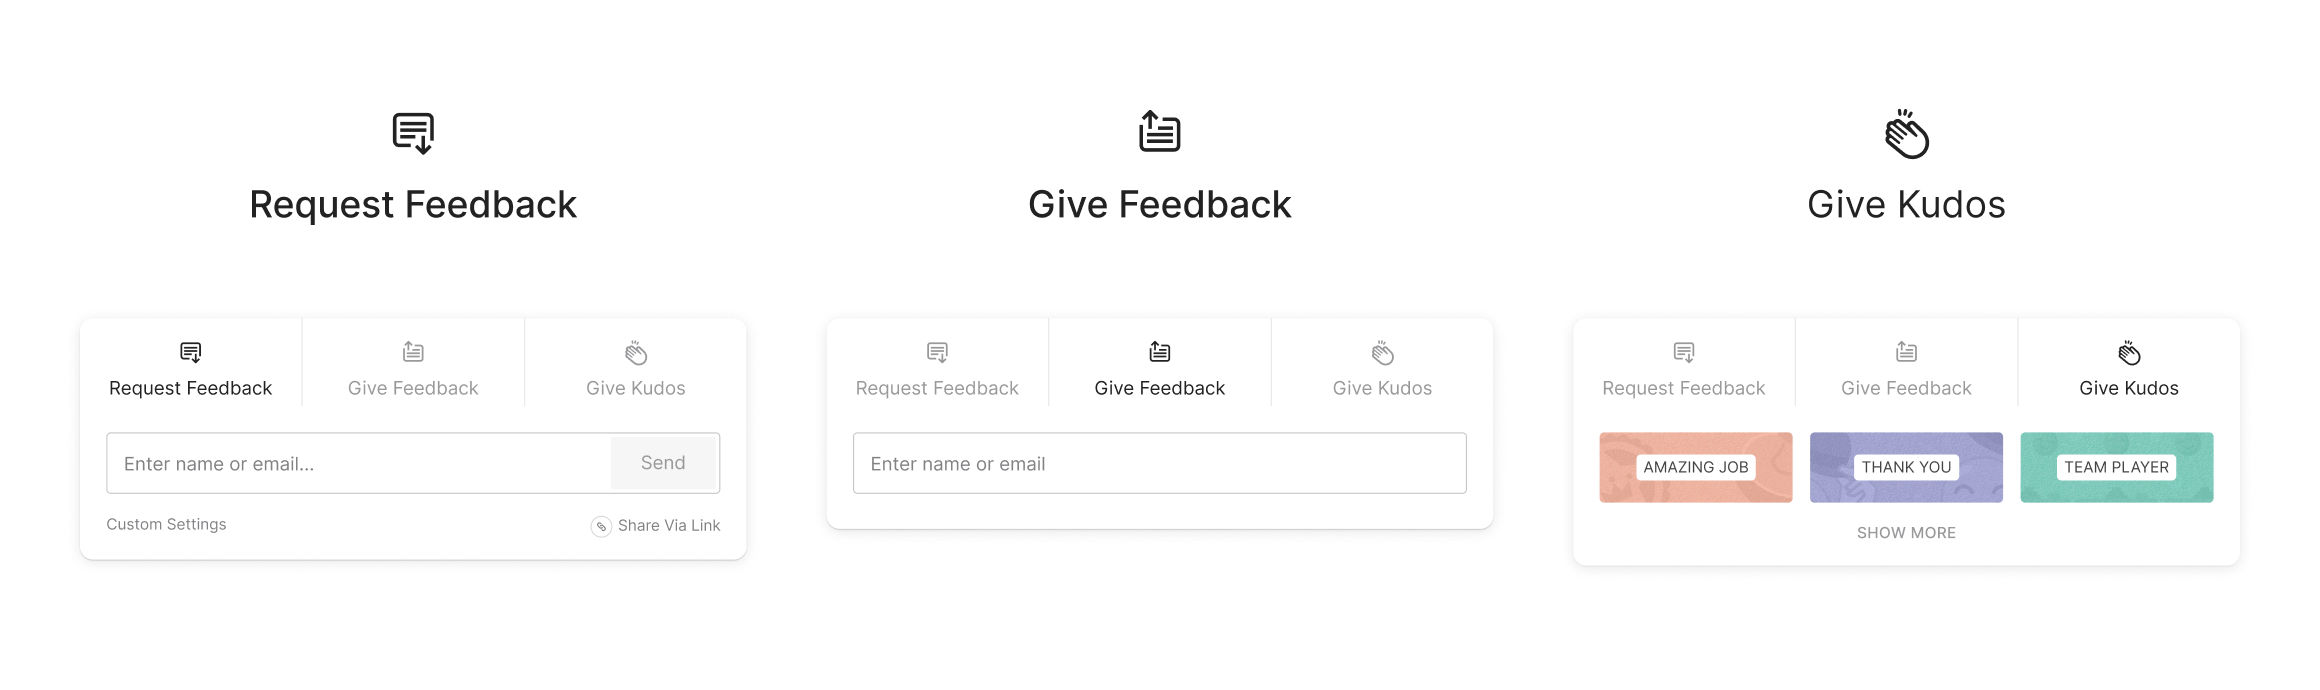 Request Feedback
Give Feedback
Give Kudos
Request Feedback
Give Feedback
Give Kudos
Enter name or email...
Send
Custom Settings
Share Via Link
Request Feedback
Give Feedback
Give Kudos
Enter name or email
Request Feedback
Give Feedback
Give Kudos
AMAZING JOB
THANK YOU
TEAM PLAYER
SHOW MORE